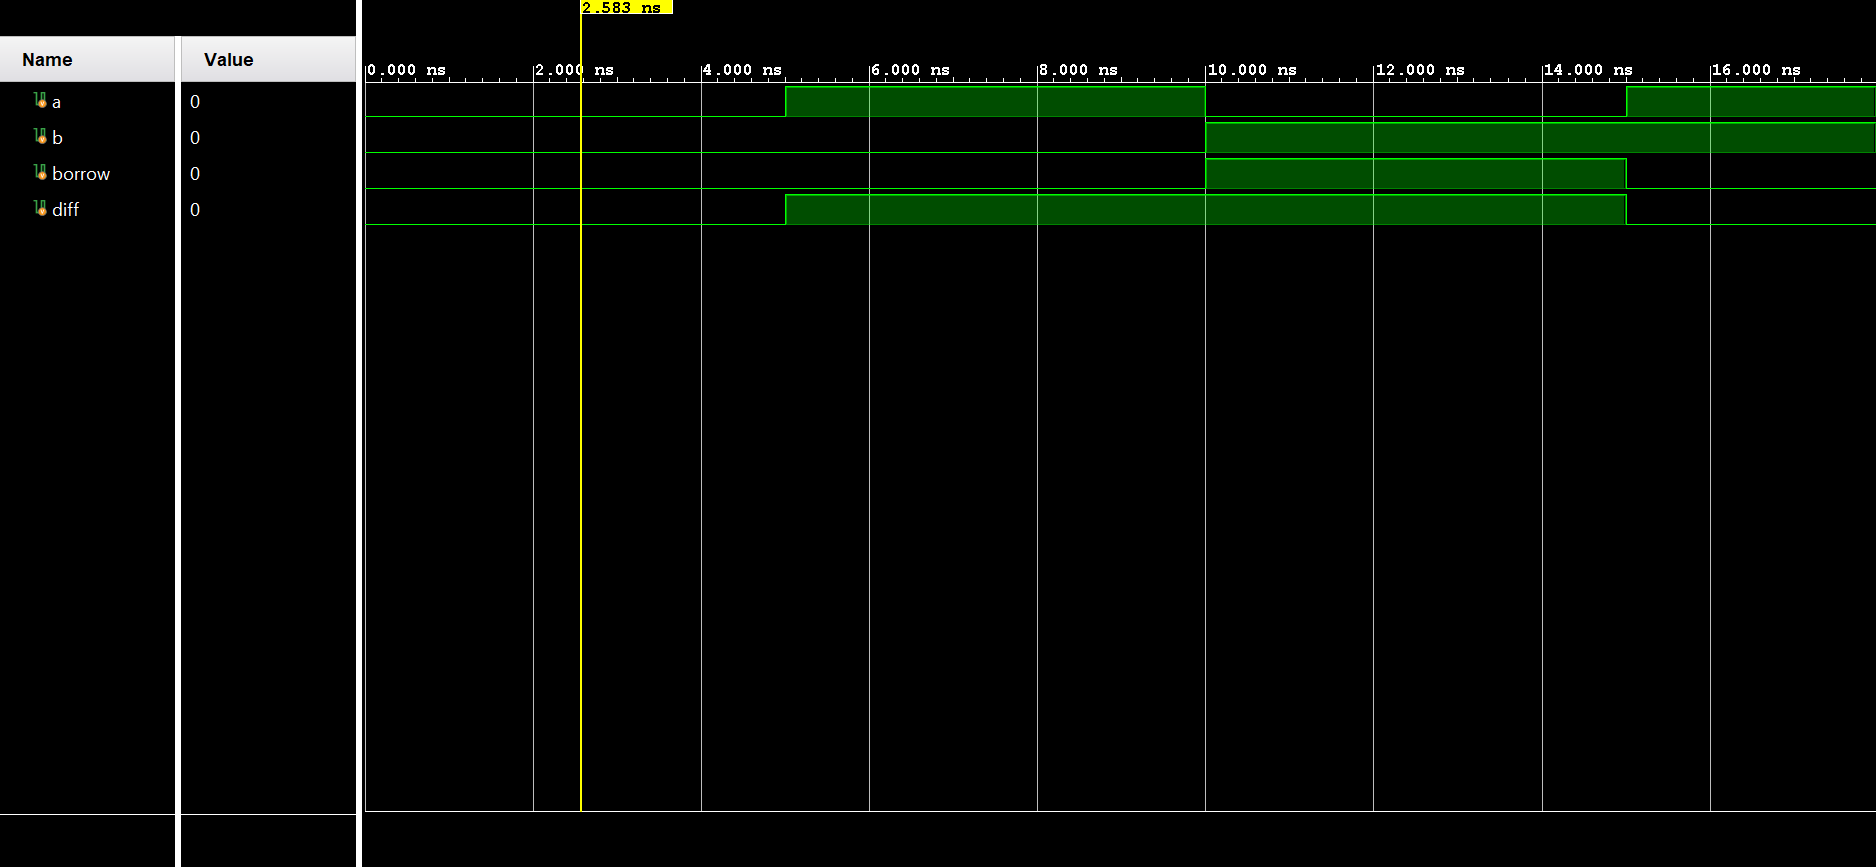 2.583 ns
Name Value
0.000 ns 2.000 ns 4.000 ns 6.000 ns 8.000 ns 10.000 ns 12.000 ns 14.000 ns 16.000 ns
a 0
b 0
borrow 0
diff 0